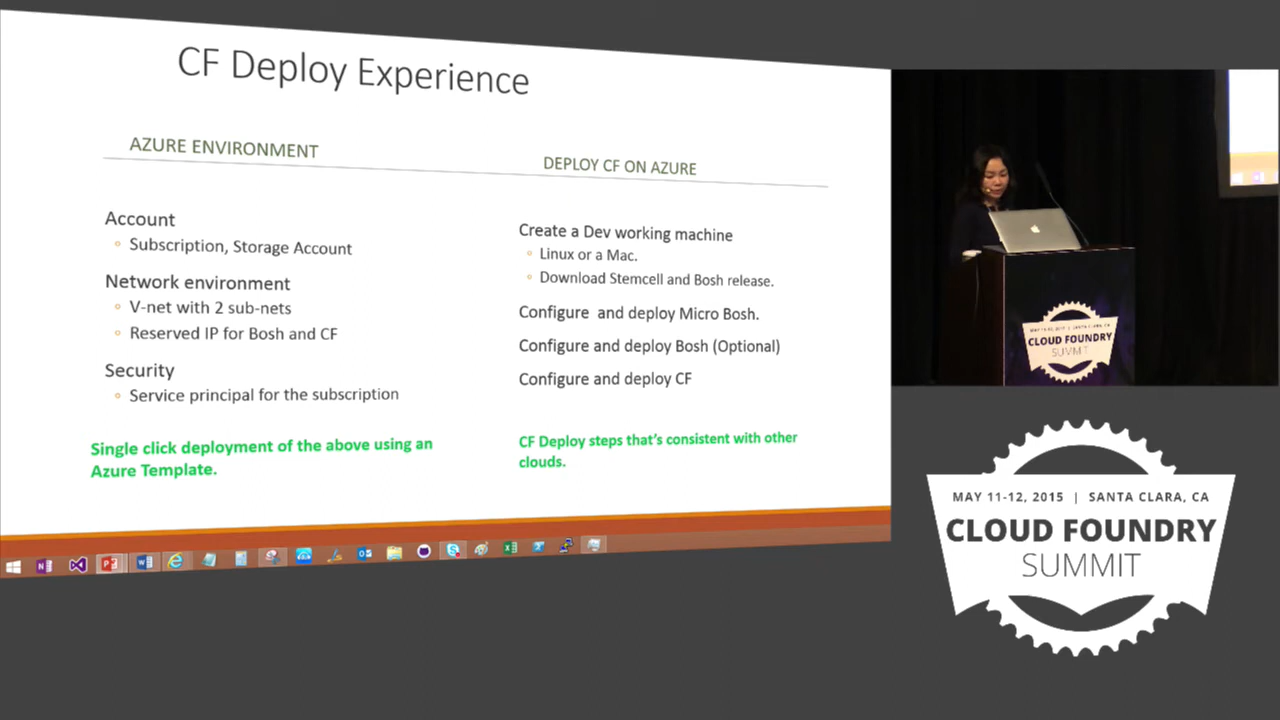 CF Deploy Experience
AZURE ENVIRONMENT
Account
Subscription, Storage Account
Network environment
V-net with 2 sub-nets
Reserved IP for Bosh and CF
Security
Service principal for the subscription
Single click deployment of the above using an
Azure Template.
DEPLOY CF ON AZURE
Create a Dev working machine
Linux or a Mac.
Download Stemcell and Bosh release.
Configure and deploy Micro Bosh.
Configure and deploy Bosh (Optional)
Configure and deploy CF
CF Deploy steps that's consistent with other
clouds.
CLOUD FOUNDRY
SUMMIT
MAY 11-12, 2015 | SANTA CLARA, CA
CLOUD FOUNDRY
SUMMIT